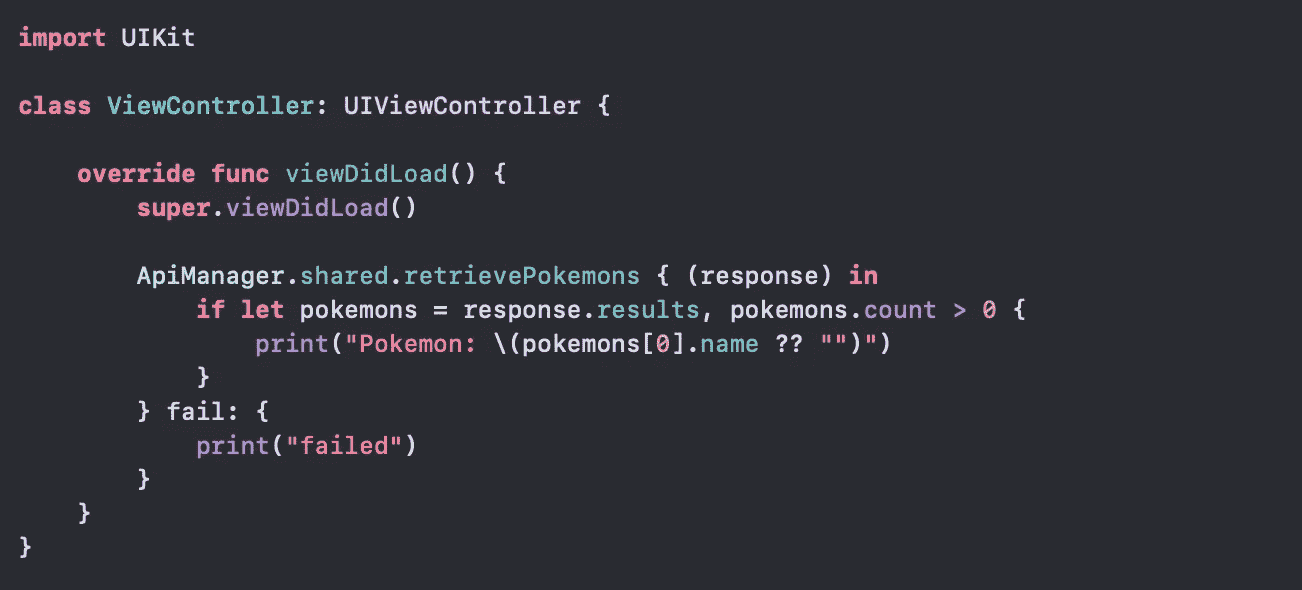 import UIKit
class ViewController: UIViewController {
override func viewDidLoad() {
super.viewDidLoad()
ApiManager.shared.retrievePokemons { (response) in
if let pokemons = response.results, pokemons.count > 0 {
print("Pokemon: \(pokemons[0].name ?? "")")
}
} fail: {
print("failed")
}
}
}